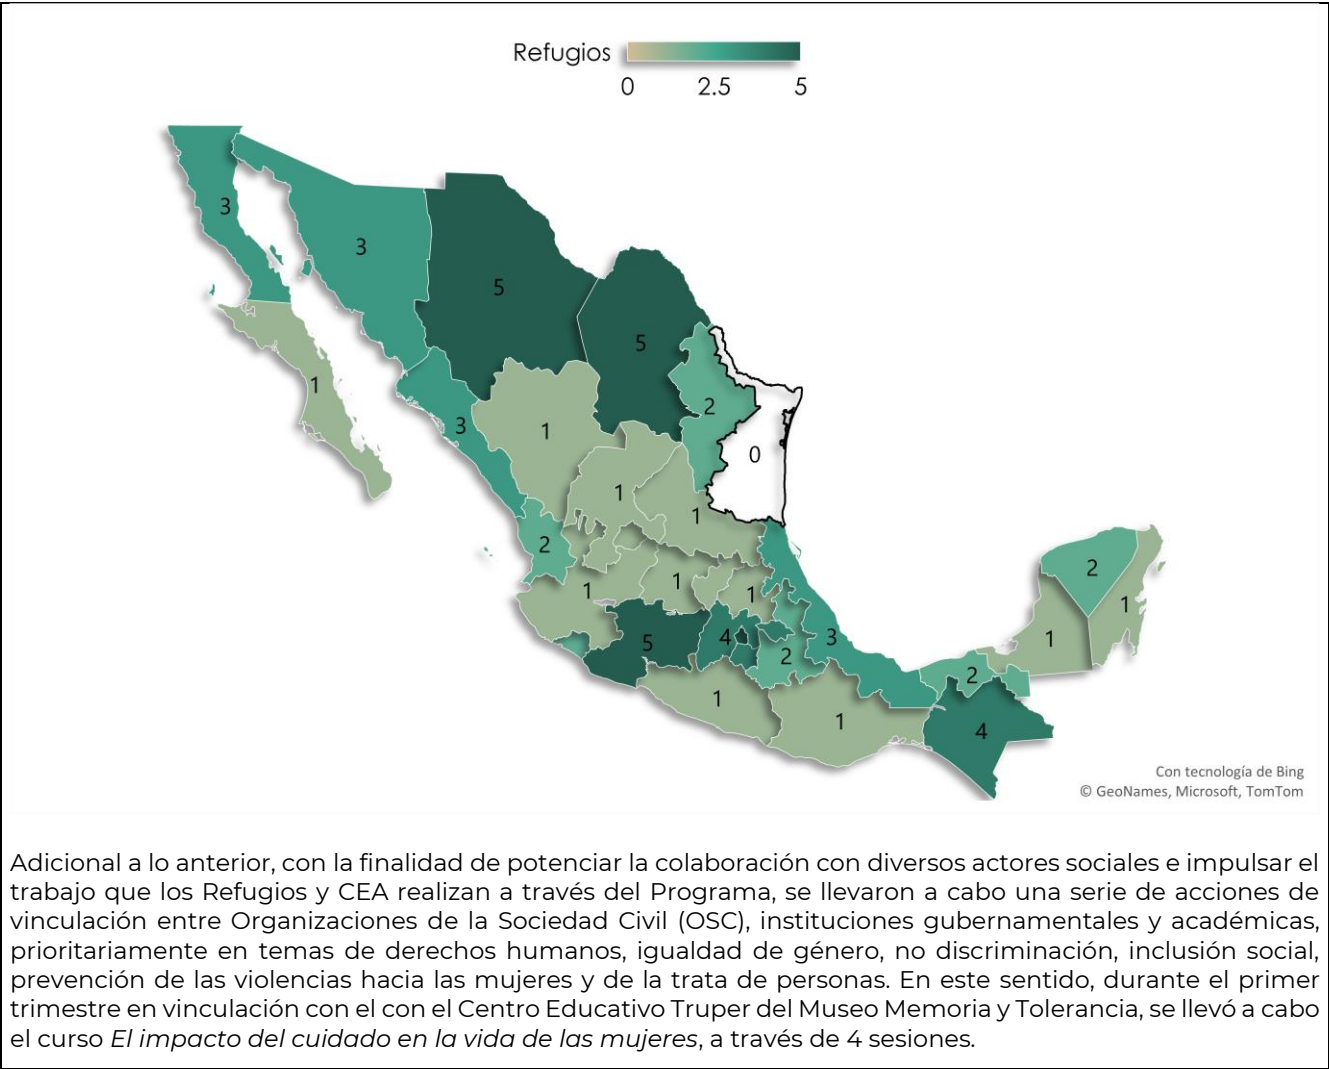 Refugios
0 2.5 5
3
3
5
5
1
2
3
1
0
1
1
2
2
1
1
1
1
5
4
3
2
1
2
1
1
4
Con tecnología de Bing
© GeoNames, Microsoft, TomTom
Adicional a lo anterior, con la finalidad de potenciar la colaboración con diversos actores sociales e impulsar el
trabajo que los Refugios y CEA realizan a través del Programa, se llevaron a cabo una serie de acciones de
vinculación entre Organizaciones de la Sociedad Civil (OSC), instituciones gubernamentales y académicas,
prioritariamente en temas de derechos humanos, igualdad de género, no discriminación, inclusión social,
prevención de las violencias hacia las mujeres y de la trata de personas. En este sentido, durante el primer
trimestre en vinculación con el con el Centro Educativo Truper del Museo Memoria y Tolerancia, se llevó a cabo
el curso El impacto del cuidado en la vida de las mujeres, a través de 4 sesiones.